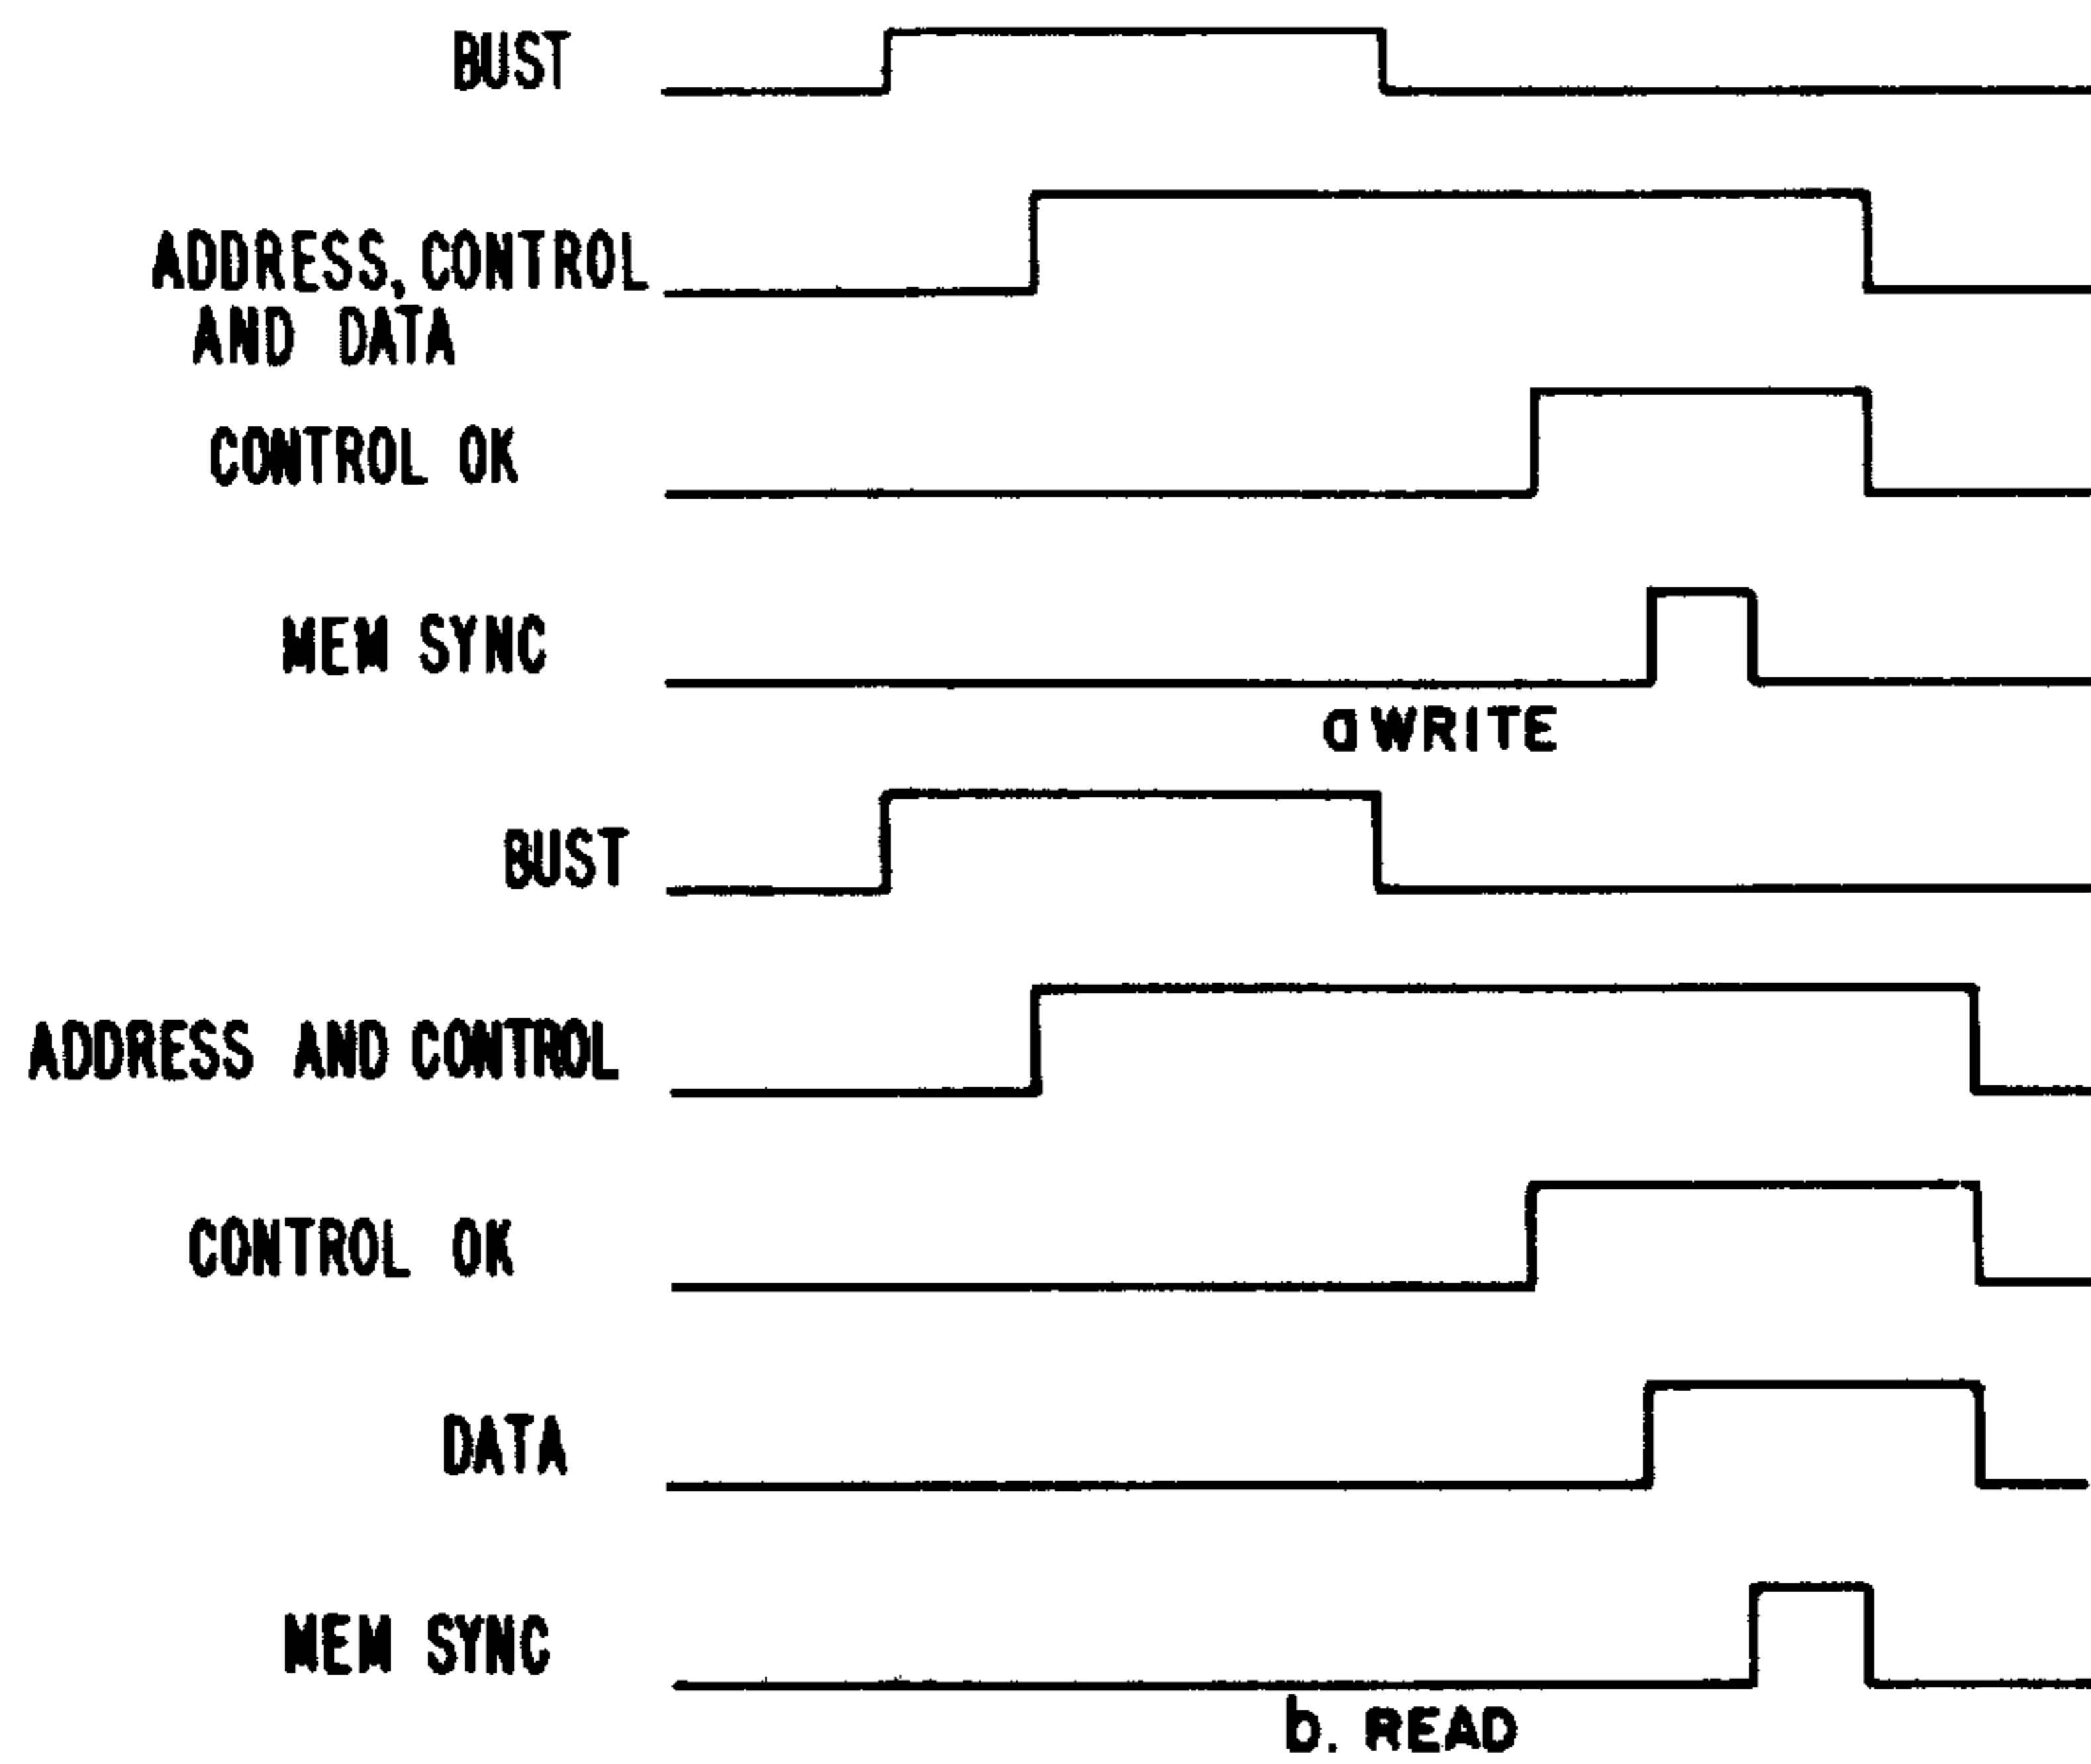 BUST
ADDRESS, CONTROL
AND DATA
CONTROL OK
MEM SYNC
a WRITE
BUST
ADDRESS AND CONTROL
CONTROL OK
DATA
MEM SYNC
b. READ